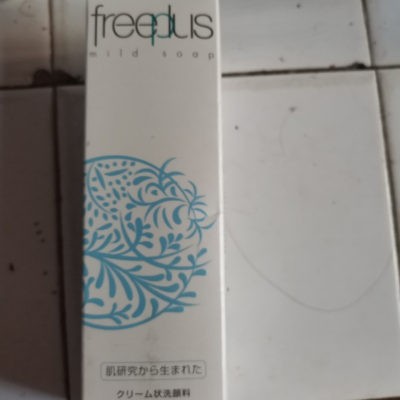 freeplus
mild soap
肌研究から生まれた
クリーム状洗顔料